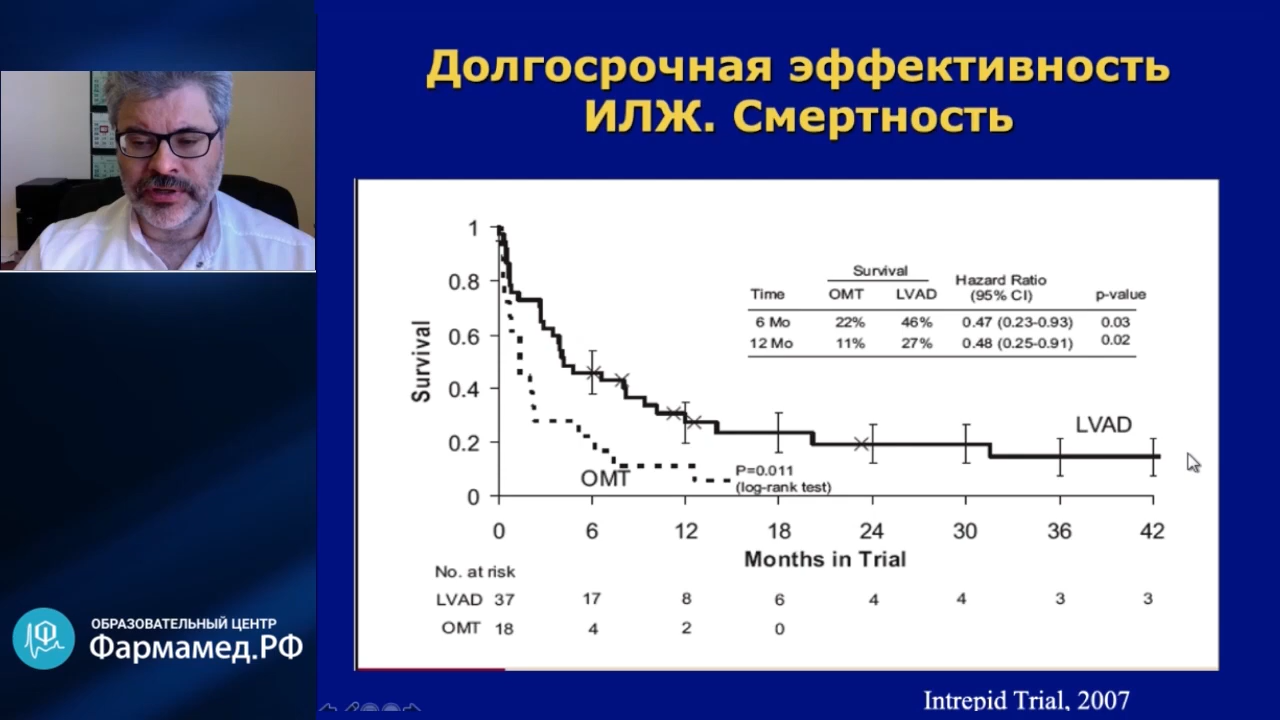 Долгосрочная эффективность
ИЛЖ. Смертность
Survival
Time OMT LVAD Hazard Ratio (95% CI) p-value
6 Mo 22% 46% 0.47 (0.23-0.93) 0.03
12 Mo 11% 27% 0.48 (0.25-0.91) 0.02
Survival
1
0.8
0.6
0.4
0.2
0
LVAD
OMT
P=0.011
(log-rank test)
0 6 12 18 24 30 36 42
Months in Trial
No. at risk
LVAD 37 17 8 6 4 4 3 3
OMT 18 4 2 0
ОБРАЗОВАТЕЛЬНЫЙ ЦЕНТР
Фармамед.РФ
Intrepid Trial, 2007